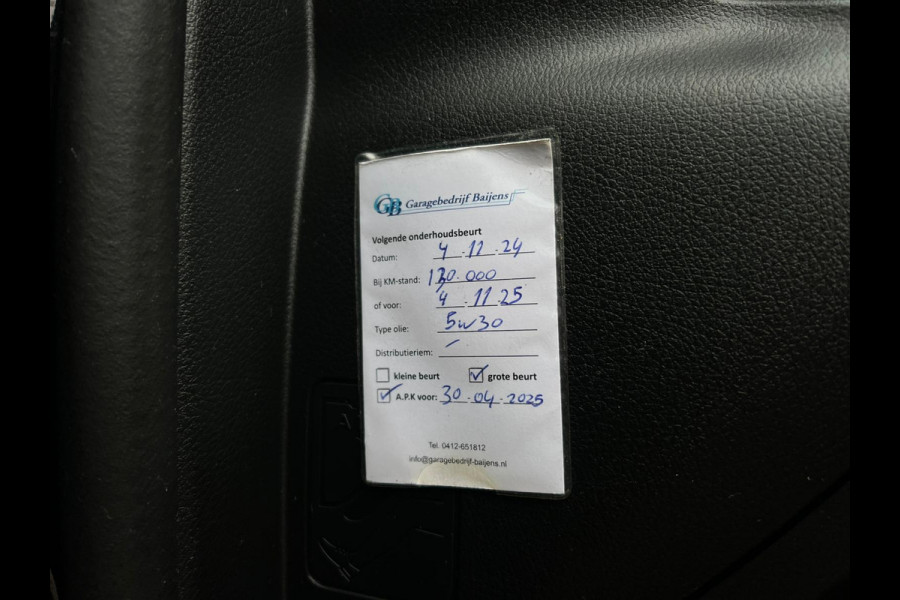 GB Garagebedrijf Baijens
Volgende onderhoudsbeurt
Datum: 4 . 11 . 24
Bij KM-stand: 130.000
of voor: 4 . 11 . 25
Type olie: 5w30
Distributieriem: -
kleine beurt grote beurt
A.P.K voor: 30 . 04 . 2025
Tel. 0412-651812
info@garagebedrijf-baijens.nl